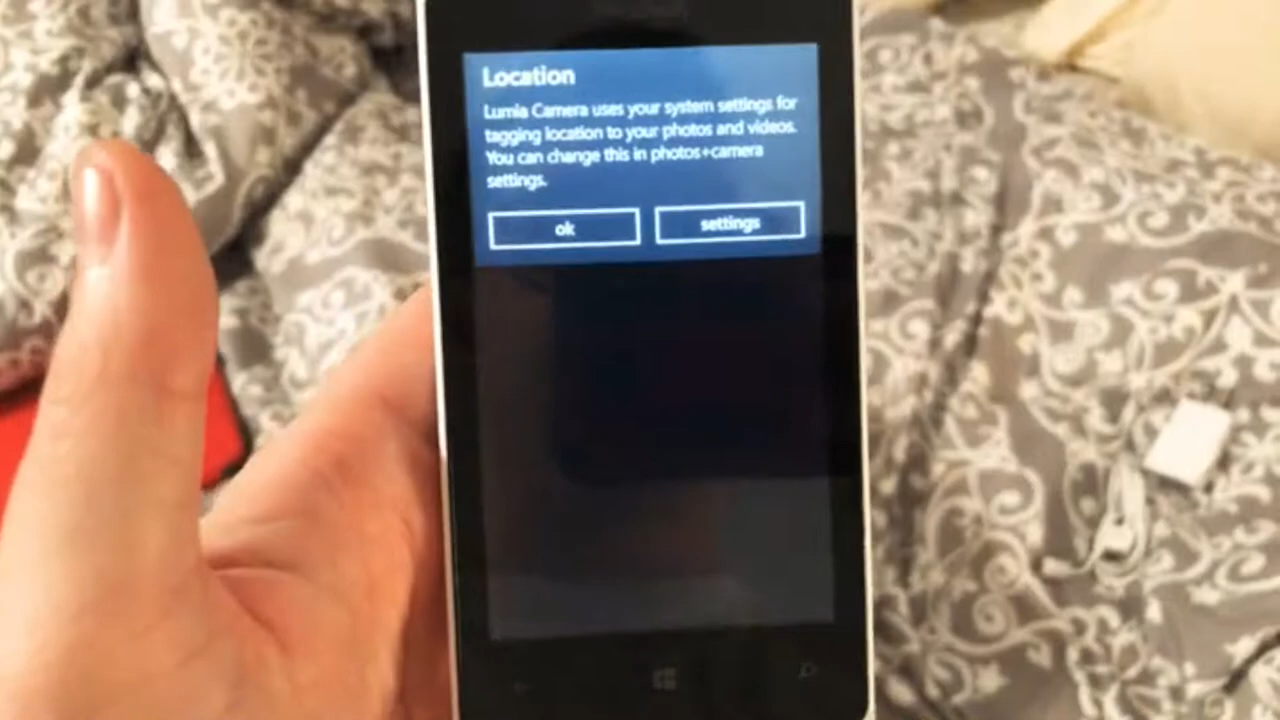 Location
Lumia Camera uses your system settings for
tagging location to your photos and videos.
You can change this in photos+camera
settings.
ok
settings